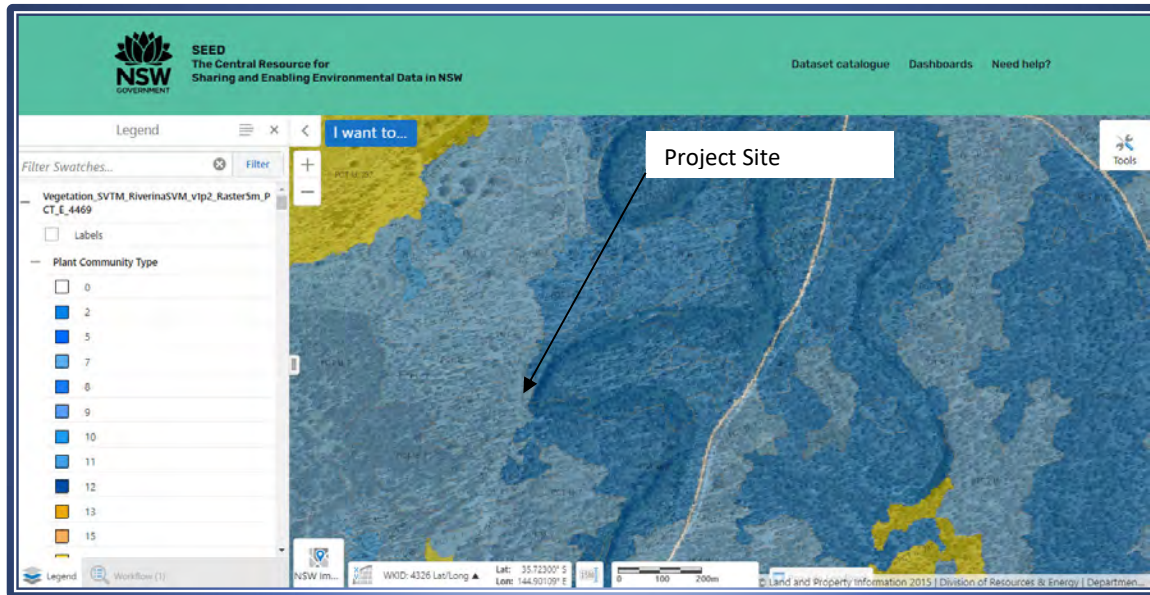 NSW
GOVERNMENT
SEED
The Central Resource for
Sharing and Enabling Environmental Data in NSW
Dataset catalogue Dashboards Need help?
Legend
Filter Swatches...
Filter
Vegetation_SVTM_RiverinaSVM_v1p2_Raster5m_P
CT_E_4469
Labels
Plant Community Type
0
2
5
7
8
9
10
11
12
13
15
Legend
Workflow (1)
I want to...
Project Site
Tools
NSW Im...
WKID: 4326 Lat/Long
Lat: 35.72300° S
Lon: 144.90109° E
0 100 200m
© Land and Property Information 2015 | Division of Resources & Energy | Departmen...